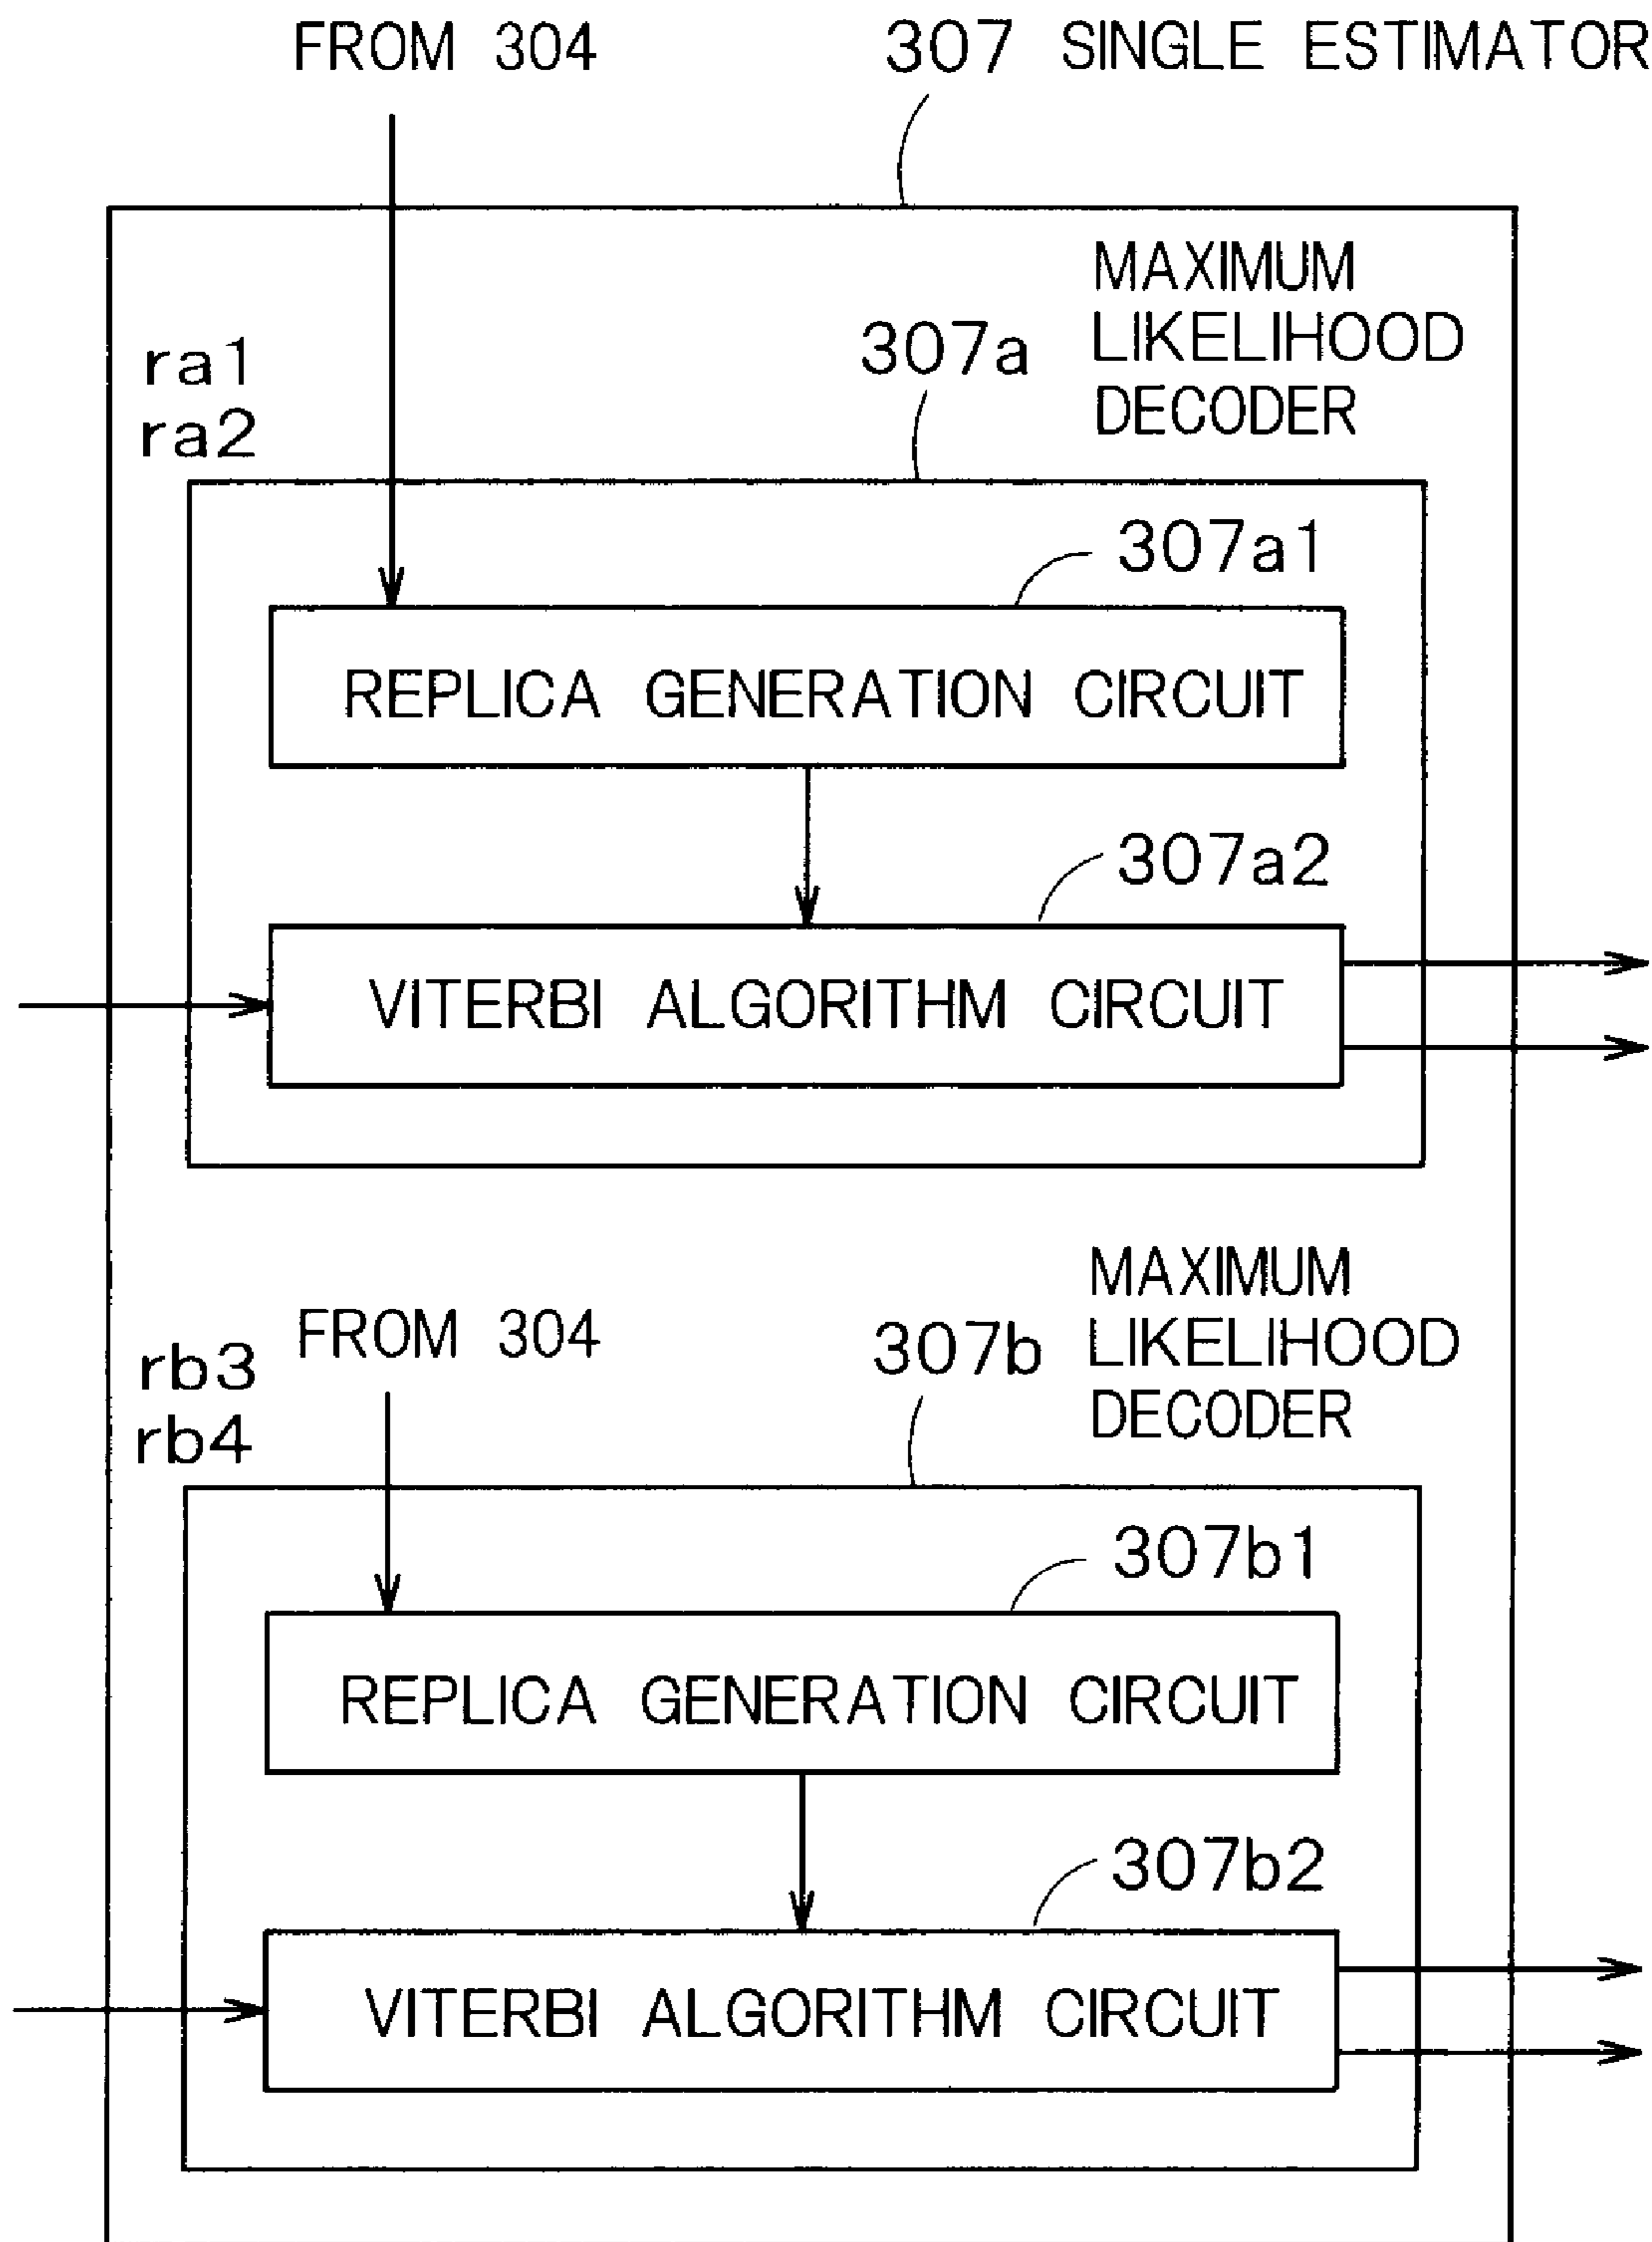 FROM 304
307 SINGLE ESTIMATOR
MAXIMUM
LIKELIHOOD
DECODER
307a
ra1
ra2
307a1
REPLICA GENERATION CIRCUIT
307a2
VITERBI ALGORITHM CIRCUIT
MAXIMUM
LIKELIHOOD
DECODER
307b
FROM 304
rb3
rb4
307b1
REPLICA GENERATION CIRCUIT
307b2
VITERBI ALGORITHM CIRCUIT